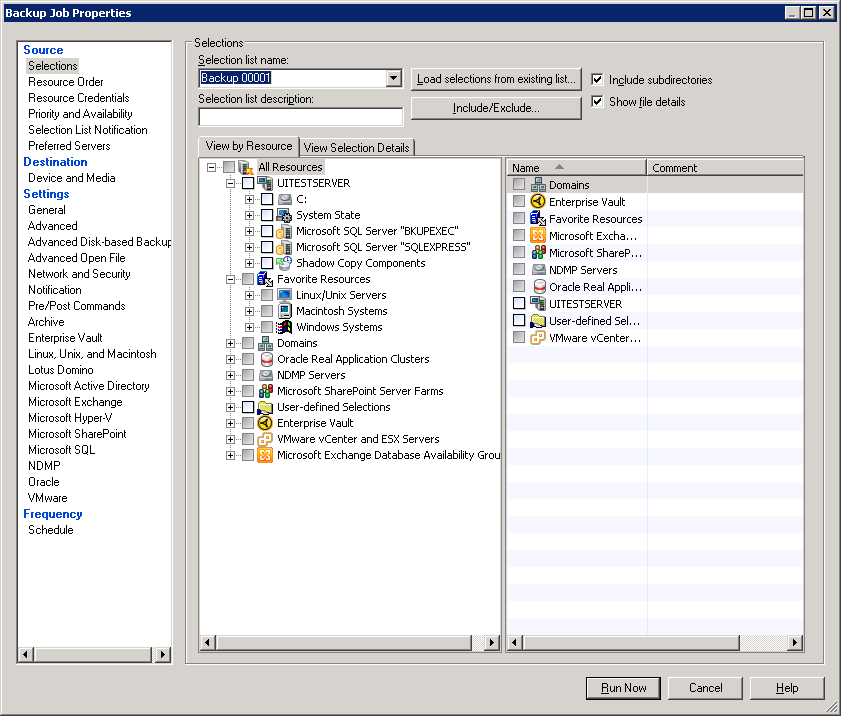 Backup Job Properties
Source
Selections
Resource Order
Resource Credentials
Priority and Availability
Selection List Notification
Preferred Servers
Destination
Device and Media
Settings
General
Advanced
Advanced Disk-based Backup
Advanced Open File
Network and Security
Notification
Pre/Post Commands
Archive
Enterprise Vault
Linux, Unix, and Macintosh
Lotus Domino
Microsoft Active Directory
Microsoft Exchange
Microsoft Hyper-V
Microsoft SharePoint
Microsoft SQL
NDMP
Oracle
VMware
Frequency
Schedule
Selections
Selection list name:
Backup 00001
Load selections from existing list...
Include subdirectories
Selection list description:
Include/Exclude...
Show file details
View by Resource
View Selection Details
All Resources
UITESTSERVER
C:
System State
Microsoft SQL Server "BKUPEXEC"
Microsoft SQL Server "SQLEXPRESS"
Shadow Copy Components
Favorite Resources
Linux/Unix Servers
Macintosh Systems
Windows Systems
Domains
Oracle Real Application Clusters
NDMP Servers
Microsoft SharePoint Server Farms
User-defined Selections
Enterprise Vault
VMware vCenter and ESX Servers
Microsoft Exchange Database Availability Grou
Name
Comment
Domains
Enterprise Vault
Favorite Resources
Microsoft Excha...
Microsoft ShareP...
NDMP Servers
Oracle Real Appli...
UITESTSERVER
User-defined Sel...
VMware vCenter...
Run Now
Cancel
Help